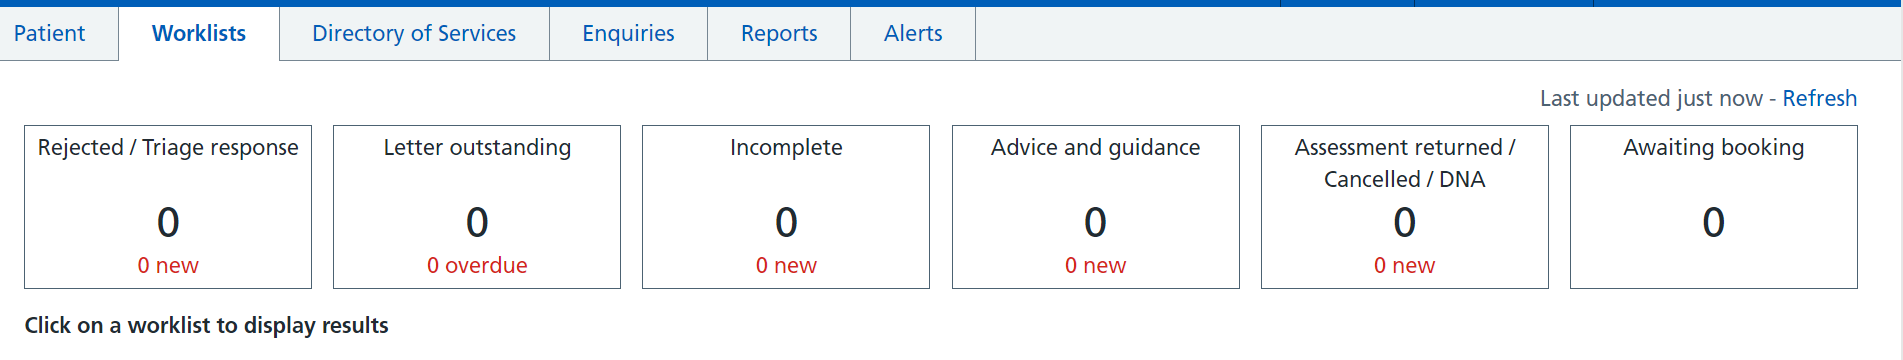 Patient
Worklists
Directory of Services
Enquiries
Reports
Alerts
Last updated just now - Refresh
Rejected / Triage response
0
0 new
Letter outstanding
0
0 overdue
Incomplete
0
0 new
Advice and guidance
0
0 new
Assessment returned /
Cancelled / DNA
0
0 new
Awaiting booking
0
Click on a worklist to display results